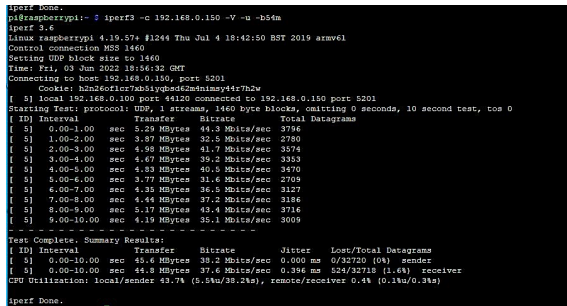 iperf Done.
pi@raspberrypi:~ $ iperf3 -c 192.168.0.150 -V -u -b54m
iperf 3.6
Linux raspberrypi 4.19.57+ #1244 Thu Jul 4 18:42:50 BST 2019 armv6l
Control connection MSS 1460
Setting UDP block size to 1460
Time: Fri, 03 Jun 2022 18:56:32 GMT
Connecting to host 192.168.0.150, port 5201
Cookie: h2n26oflcr7xb5iyqbsd62m4nimsy44r7h2w
[ 5] local 192.168.0.100 port 44120 connected to 192.168.0.150 port 5201
Starting Test: protocol: UDP, 1 streams, 1460 byte blocks, omitting 0 seconds, 10 second test, tos 0
[ ID] Interval Transfer Bitrate Total Datagrams
[ 5] 0.00-1.00 sec 5.29 MBytes 44.3 Mbits/sec 3796
[ 5] 1.00-2.00 sec 3.87 MBytes 32.5 Mbits/sec 2780
[ 5] 2.00-3.00 sec 4.98 MBytes 41.7 Mbits/sec 3574
[ 5] 3.00-4.00 sec 4.67 MBytes 39.2 Mbits/sec 3353
[ 5] 4.00-5.00 sec 4.83 MBytes 40.5 Mbits/sec 3470
[ 5] 5.00-6.00 sec 3.77 MBytes 31.6 Mbits/sec 2709
[ 5] 6.00-7.00 sec 4.35 MBytes 36.5 Mbits/sec 3127
[ 5] 7.00-8.00 sec 4.44 MBytes 37.2 Mbits/sec 3186
[ 5] 8.00-9.00 sec 5.17 MBytes 43.4 Mbits/sec 3716
[ 5] 9.00-10.00 sec 4.19 MBytes 35.1 Mbits/sec 3009
- - - - - - - - - - - - - - - - - - - - - - - - -
Test Complete. Summary Results:
[ ID] Interval Transfer Bitrate Jitter Lost/Total Datagrams
[ 5] 0.00-10.00 sec 45.6 MBytes 38.2 Mbits/sec 0.000 ms 0/32720 (0%) sender
[ 5] 0.00-10.00 sec 44.8 MBytes 37.6 Mbits/sec 0.396 ms 524/32718 (1.6%) receiver
CPU Utilization: local/sender 43.7% (5.5%u/38.2%s), remote/receiver 0.4% (0.1%u/0.3%s)
iperf Done.